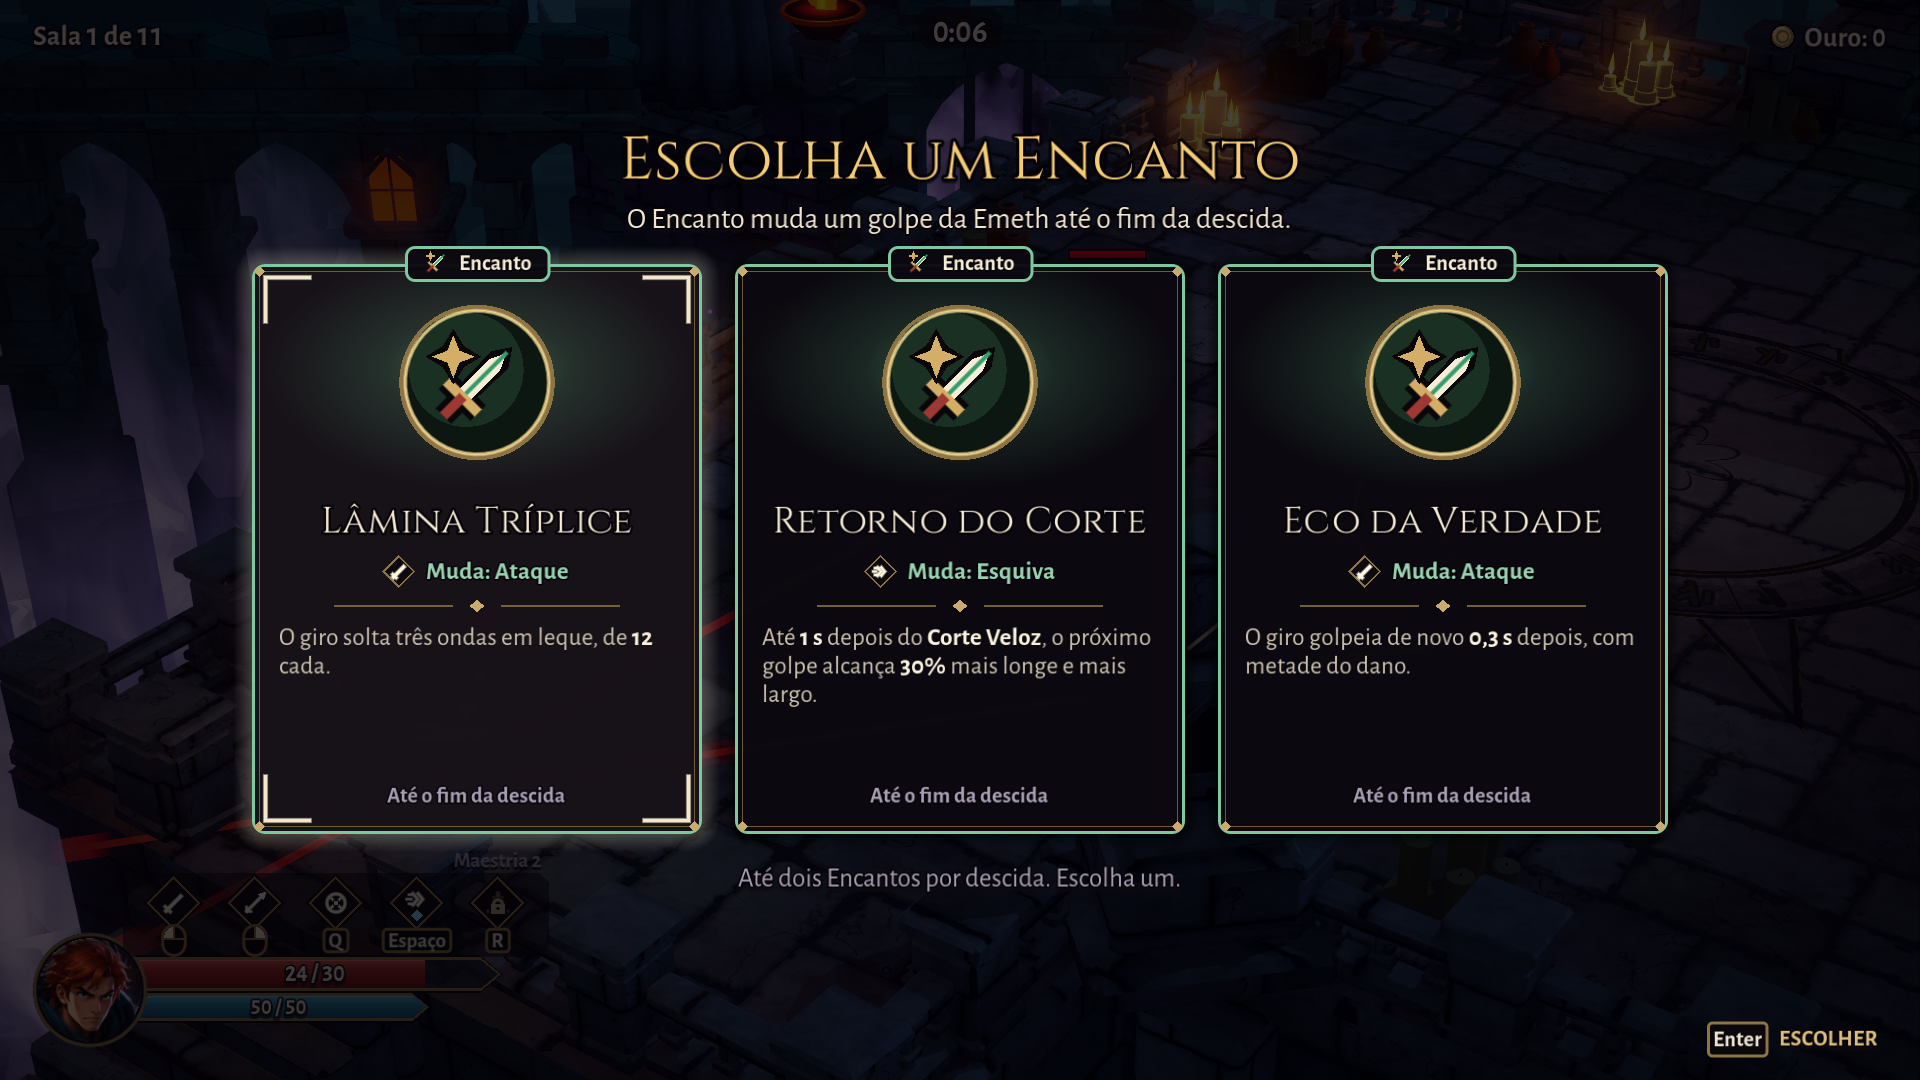 Sala 1 de 11
0:06
Ouro: 0
Escolha um Encanto
O Encanto muda um golpe da Emeth até o fim da descida.
Encanto
Lâmina Tríplice
Muda: Ataque
O giro solta três ondas em leque, de 12
cada.
Até o fim da descida
Encanto
Retorno do Corte
Muda: Esquiva
Até 1 s depois do Corte Veloz, o próximo
golpe alcança 30% mais longe e mais
largo.
Até o fim da descida
Encanto
Eco da Verdade
Muda: Ataque
O giro golpeia de novo 0,3 s depois, com
metade do dano.
Até o fim da descida
Até dois Encantos por descida. Escolha um.
Maestria 2
Q
Espaço
R
24/30
50/50
Enter ESCOLHER